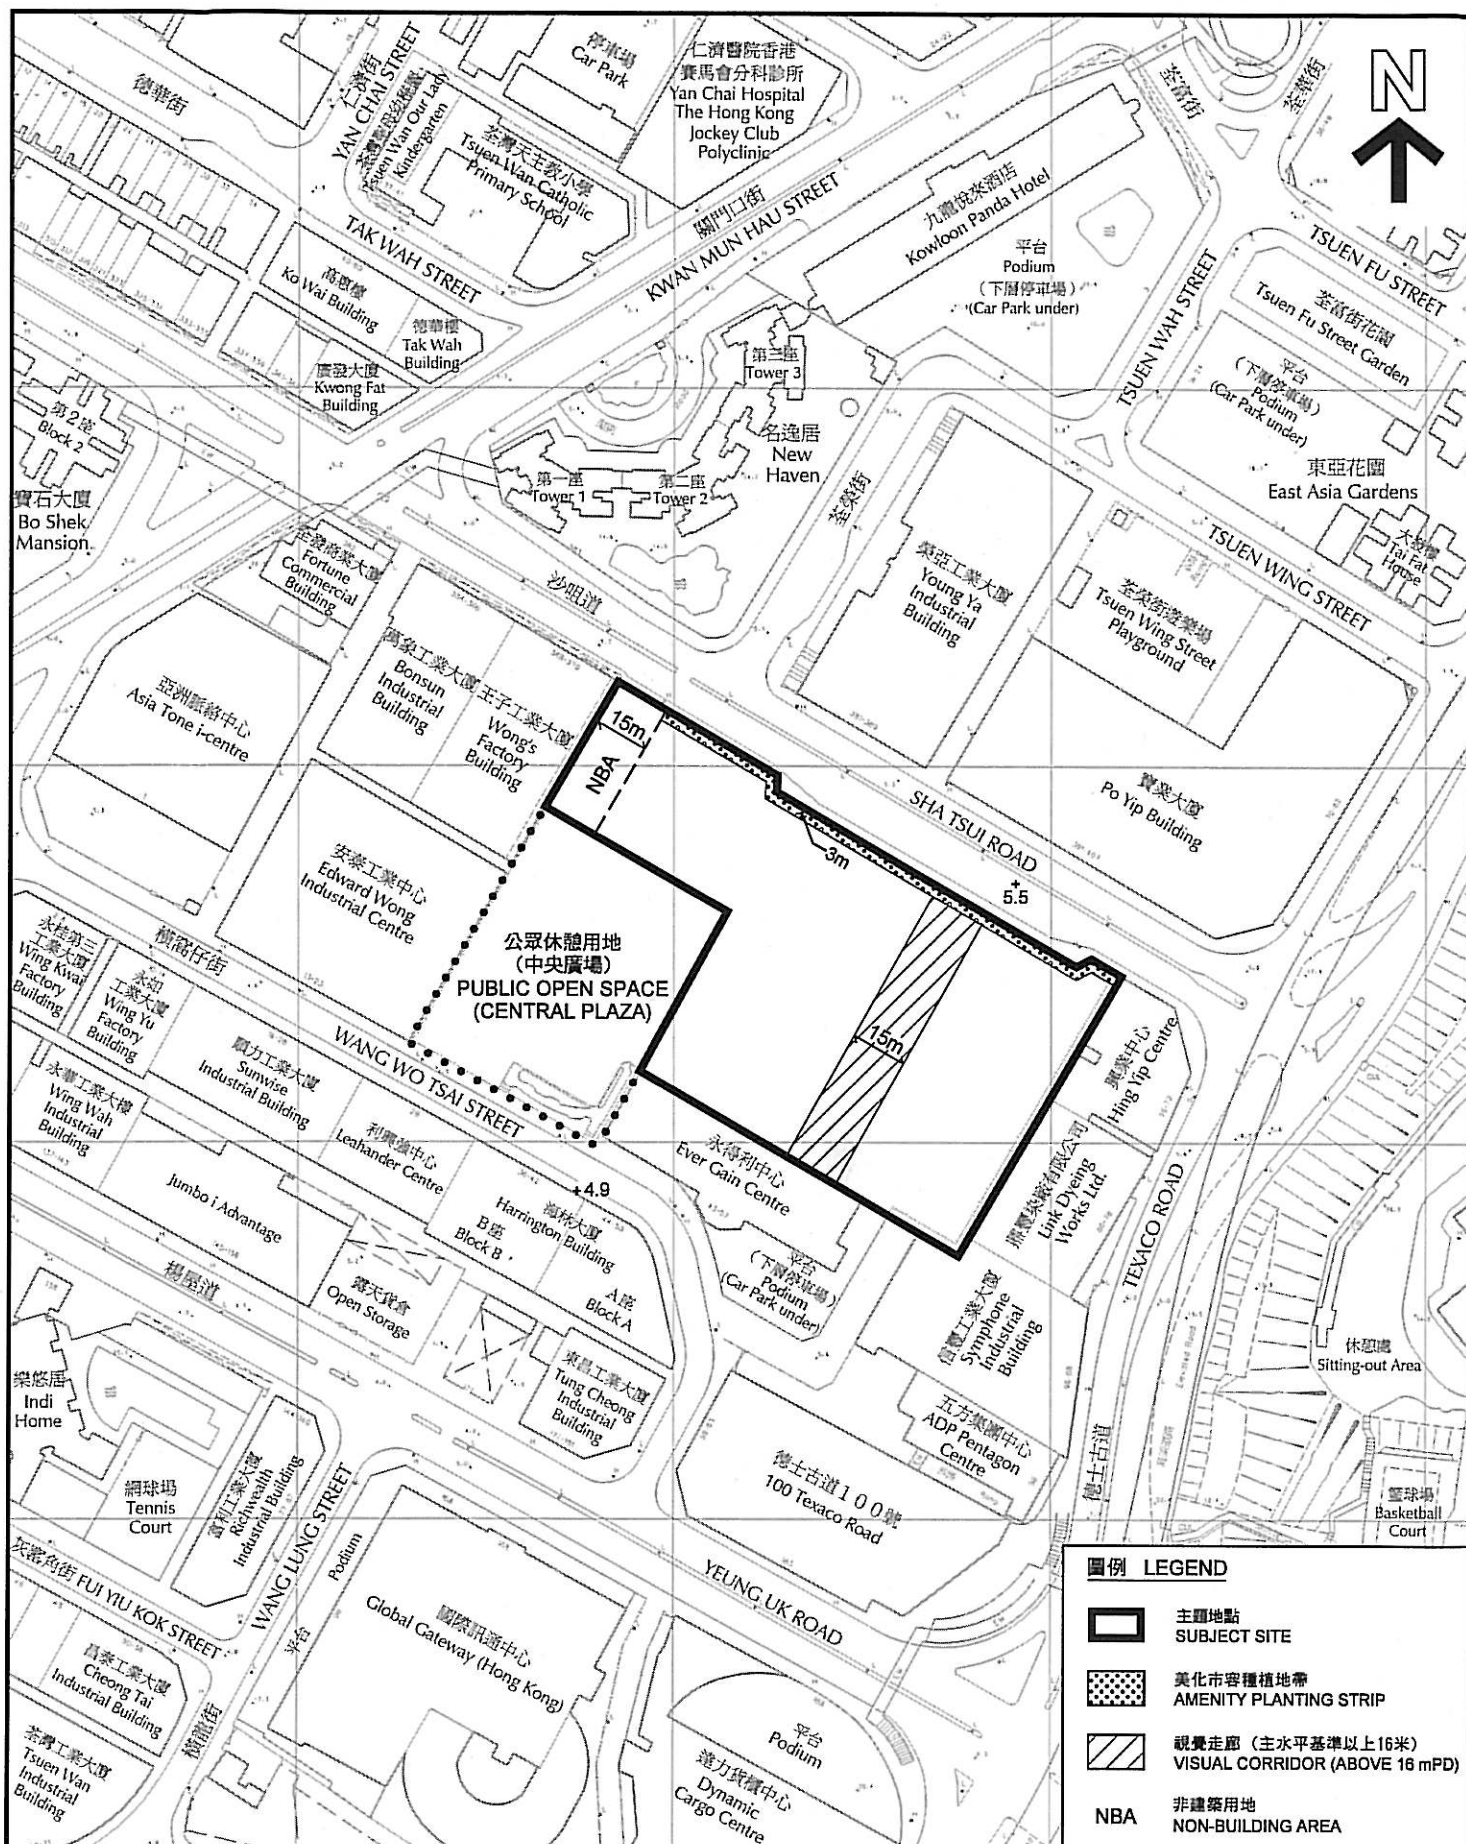 N
德華街
仁濟街
YAN CHAI STREET
Tsuen Wan Our Lady
Kindergarten
停車場
Car Park
仁濟醫院香港
賽馬會分科診所
Yan Chai Hospital
The Hong Kong
Jockey Club
Polyclinic
荃灣天主教小學
Tsuen Wan Catholic
Primary School
TAK WAH STREET
關門口街
KWAN MUN HAU STREET
九龍悅來酒店
Kowloon Panda Hotel
平台
Podium
(下層停車場)
(Car Park under)
荃富街
荃華街
TSUEN FU STREET
TSUEN WAH STREET
荃富街花園
Tsuen Fu Street Garden
平台
(下層停車場)
Podium
(Car Park under)
東亞花園
East Asia Gardens
大發樓
Tai Fat
House
高惠樓
Ko Wai Building
德華樓
Tak Wah
Building
廣發大廈
Kwong Fat
Building
第2座
Block 2
寶石大廈
Bo Shek
Mansion
第三座
Tower 3
名逸居
New
Haven
第一座
Tower 1
第二座
Tower 2
荃榮街
TSUEN WING STREET
榮亞工業大廈
Young Ya
Industrial
Building
荃榮街遊樂場
Tsuen Wing Street
Playground
荃發商業大廈
Fortune
Commercial
Building
沙咀道
萬象工業大廈
Bonsun
Industrial
Building
王子工業大廈
Wong's
Factory
Building
亞洲脈絡中心
Asia Tone i-centre
15m
NBA
SHA TSUI ROAD
3m
寶業大廈
Po Yip Building
5.5
安泰工業中心
Edward Wong
Industrial Centre
公眾休憩用地
(中央廣場)
PUBLIC OPEN SPACE
(CENTRAL PLAZA)
15m
永桂第三
工業大廈
Wing Kwai
Factory
Building
永如
工業大廈
Wing Yu
Factory
Building
橫窩仔街
WANG WO TSAI STREET
順力工業大廈
Sunwise
Industrial Building
永華工業大樓
Wing Wah
Industrial
Building
利興強中心
Leahander Centre
4.9
海林大廈
Harrington Building
B座
Block B
A座
Block A
永得利中心
Ever Gain Centre
平台
(下層停車場)
Podium
(Car Park under)
興業中心
Hing Yip Centre
Link Dyeing
Works Ltd.
TEXACO ROAD
信豐工業大廈
Symphone
Industrial
Building
Jumbo i Advantage
楊屋道
露天貨倉
Open Storage
東昌工業大廈
Tung Cheong
Industrial
Building
五方集團中心
ADP Pentagon
Centre
德士古道100號
100 Texaco Road
德士古道
休憩處
Sitting-out Area
籃球場
Basketball
Court
樂悠居
Indi
Home
網球場
Tennis
Court
富利工業大廈
Richwealth
Industrial Building
WANG LUNG STREET
平台
Podium
國際訊通中心
Global Gateway (Hong Kong)
YEUNG UK ROAD
灰窰角街 FUI YIU KOK STREET
昌泰工業大廈
Cheong Tai
Industrial Building
橫龍街
荃灣工業大廈
Tsuen Wan
Industrial
Building
平台
Podium
達力貨櫃中心
Dynamic
Cargo Centre
圖例 LEGEND
主題地點
SUBJECT SITE
美化市容種植地帶
AMENITY PLANTING STRIP
視覺走廊(主水平基準以上16米)
VISUAL CORRIDOR (ABOVE 16 mPD)
NBA
非建築用地
NON-BUILDING AREA